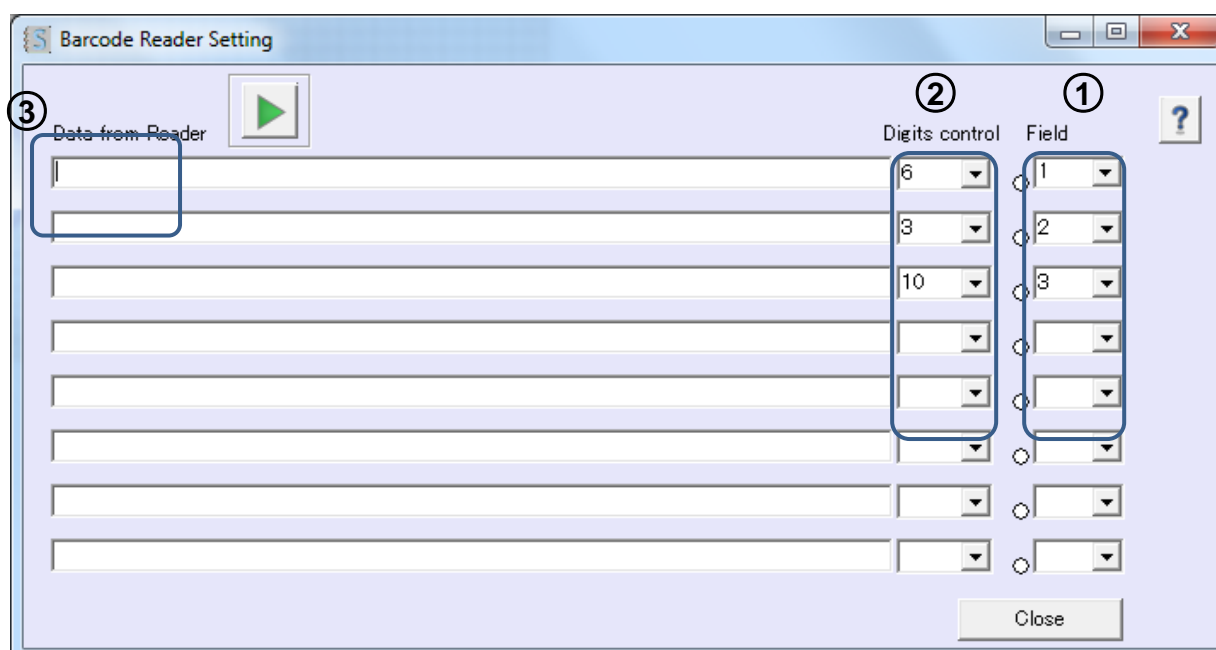 Barcode Reader Setting
③ ② ①
Data from Reader Digits control Field ?
6 1
3 2
10 3
Close